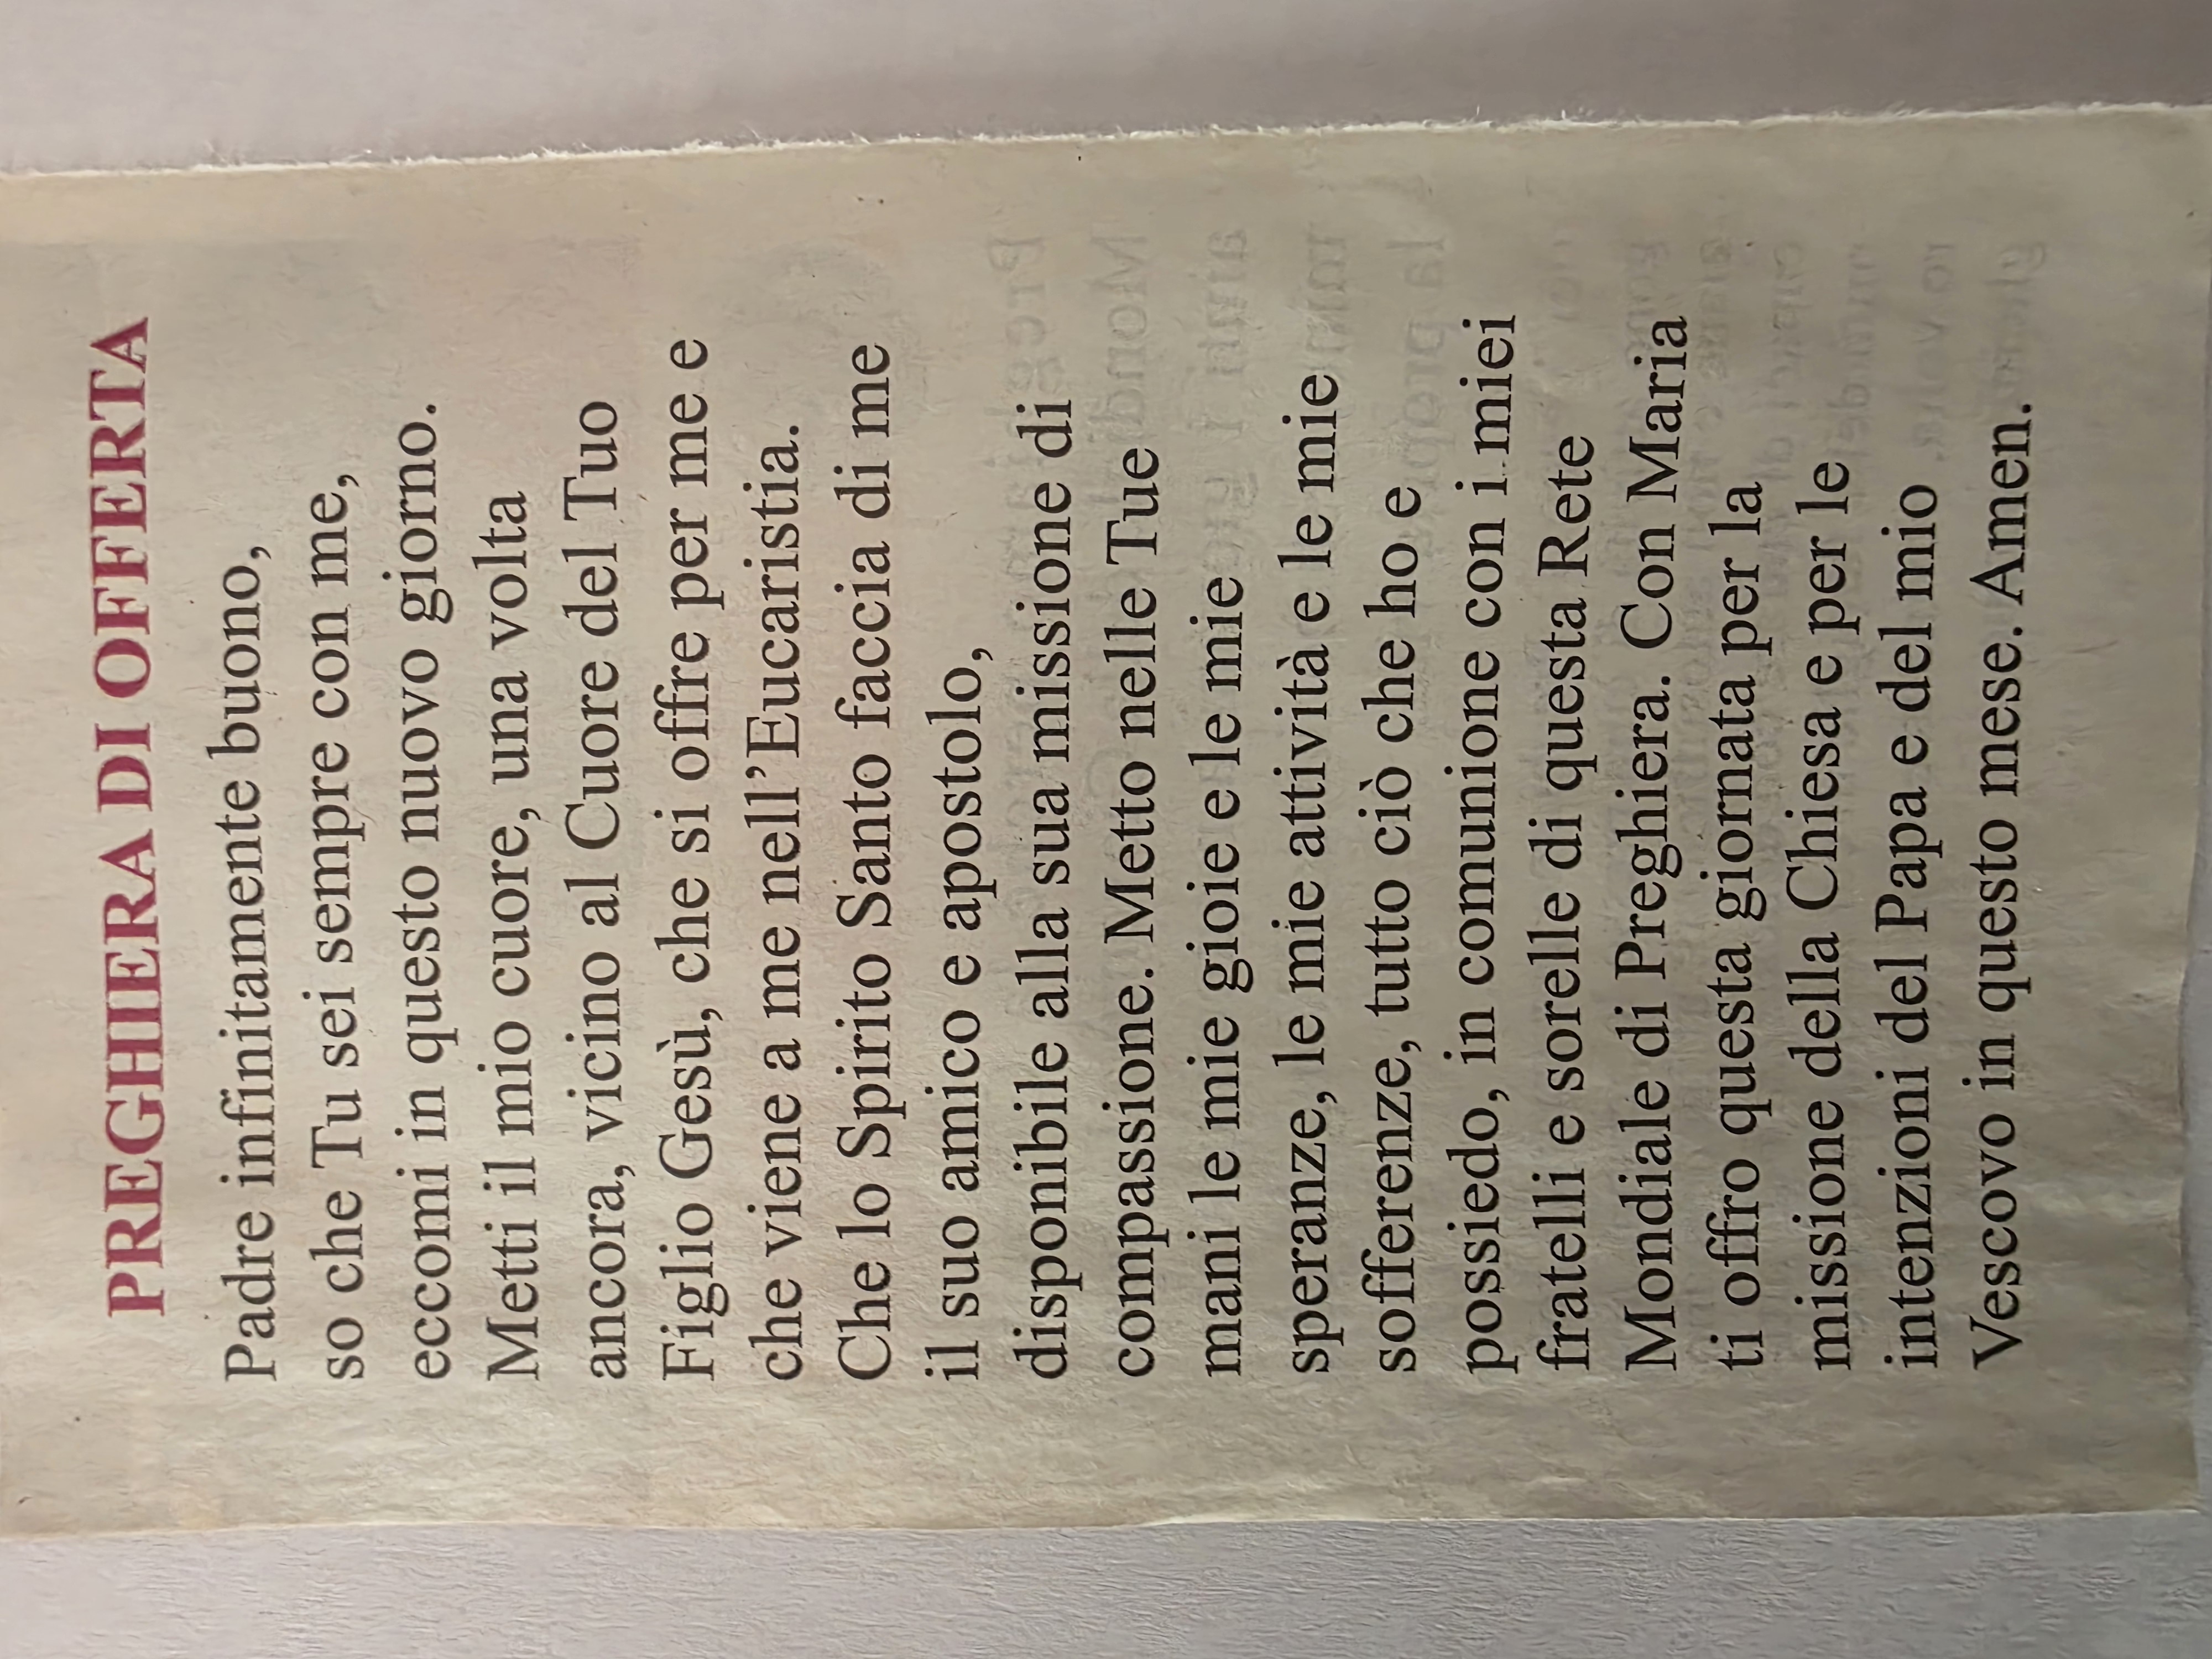 PREGHIERA DI OFFERTA
Padre infinitamente buono,
so che Tu sei sempre con me,
eccomi in questo nuovo giorno.
Metti il mio cuore, una volta
ancora, vicino al Cuore del Tuo
Figlio Gesù, che si offre per me e
che viene a me nell’Eucaristia.
Che lo Spirito Santo faccia di me
il suo amico e apostolo,
disponibile alla sua missione di
compassione. Metto nelle Tue
mani le mie gioie e le mie
speranze, le mie attività e le mie
sofferenze, tutto ciò che ho e
possiedo, in comunione con i miei
fratelli e sorelle di questa Rete
Mondiale di Preghiera. Con Maria
ti offro questa giornata per la
missione della Chiesa e per le
intenzioni del Papa e del mio
Vescovo in questo mese. Amen.